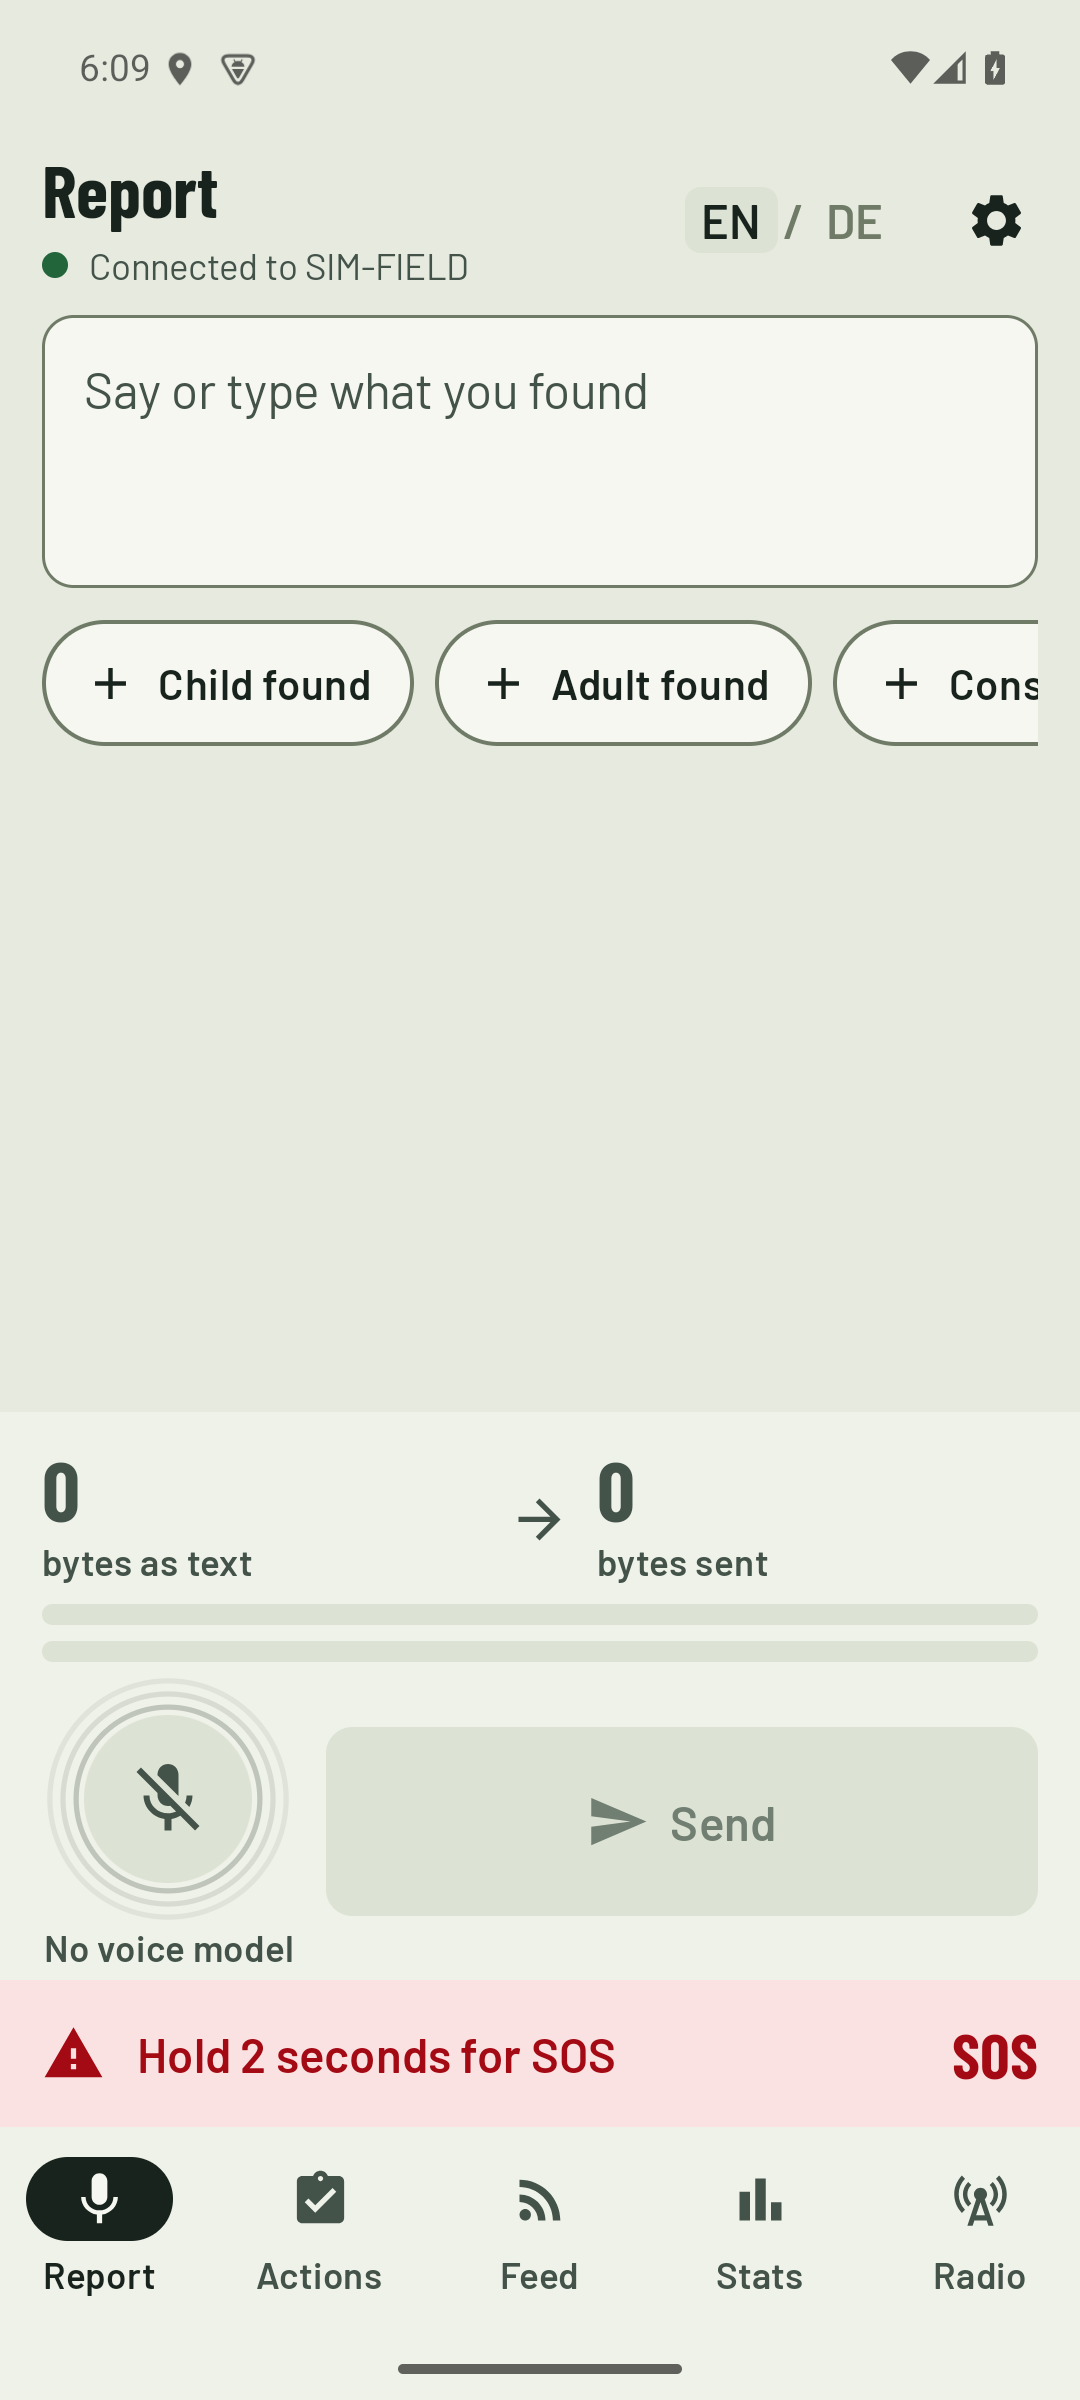 6:09
Report
EN / DE
Connected to SIM-FIELD
Say or type what you found
Child found
Adult found
Cons
0
0
bytes as text
bytes sent
Send
No voice model
Hold 2 seconds for SOS
SOS
Report
Actions
Feed
Stats
Radio